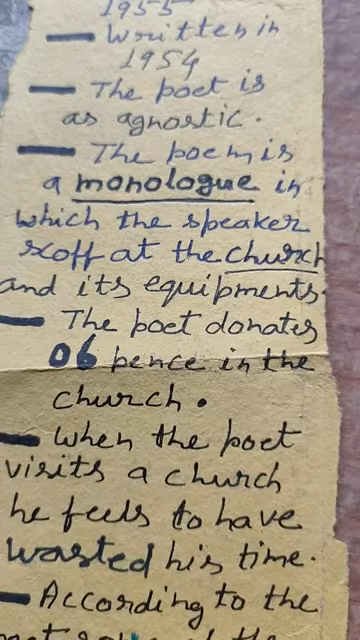 1955
— Written in
1954
— The poet is
as agnostic.
— The poem is
a monologue in
which the speaker
scoff at the church
and its equipments.
— The poet donates
06 pence in the
church.
— When the poet
visits a church
he feels to have
wasted his time.
— According to the